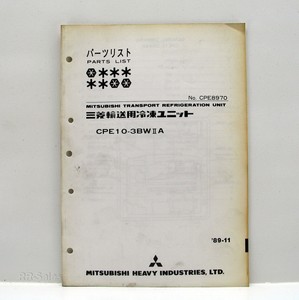 パーツリスト
PARTS LIST
No. CPE8970
MITSUBISHI TRANSPORT REFRIGERATION UNIT
三菱輸送用冷凍ユニット
CPE10-3BWⅡA
'89-11
MITSUBISHI HEAVY INDUSTRIES, LTD.